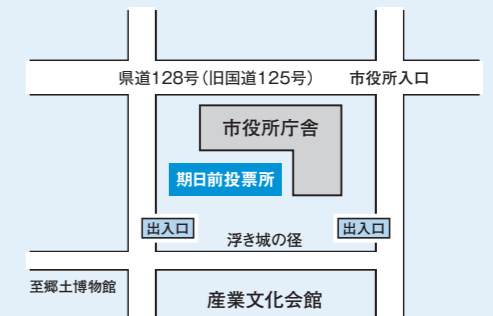 県道128号（旧国道125号）
市役所入口
市役所庁舎
期日前投票所
出入口
浮き城の径
出入口
至郷土博物館
産業文化会館